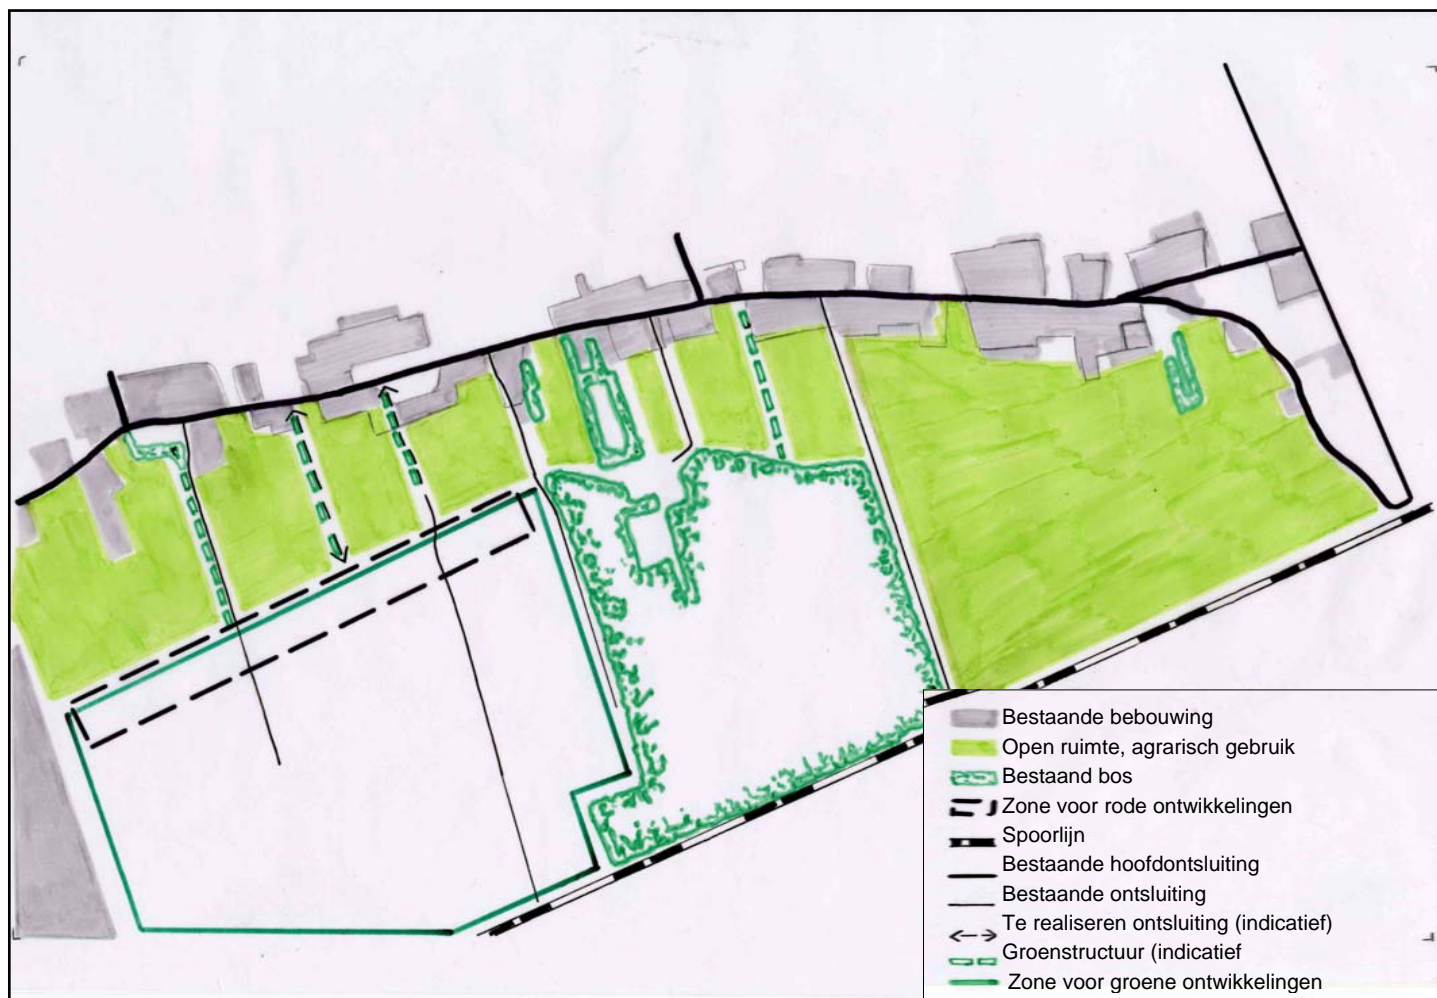 Bestaande bebouwing
Open ruimte, agrarisch gebruik
Bestaand bos
Zone voor rode ontwikkelingen
Spoorlijn
Bestaande hoofdontsluiting
Bestaande ontsluiting
Te realiseren ontsluiting (indicatief)
Groenstructuur (indicatief
Zone voor groene ontwikkelingen